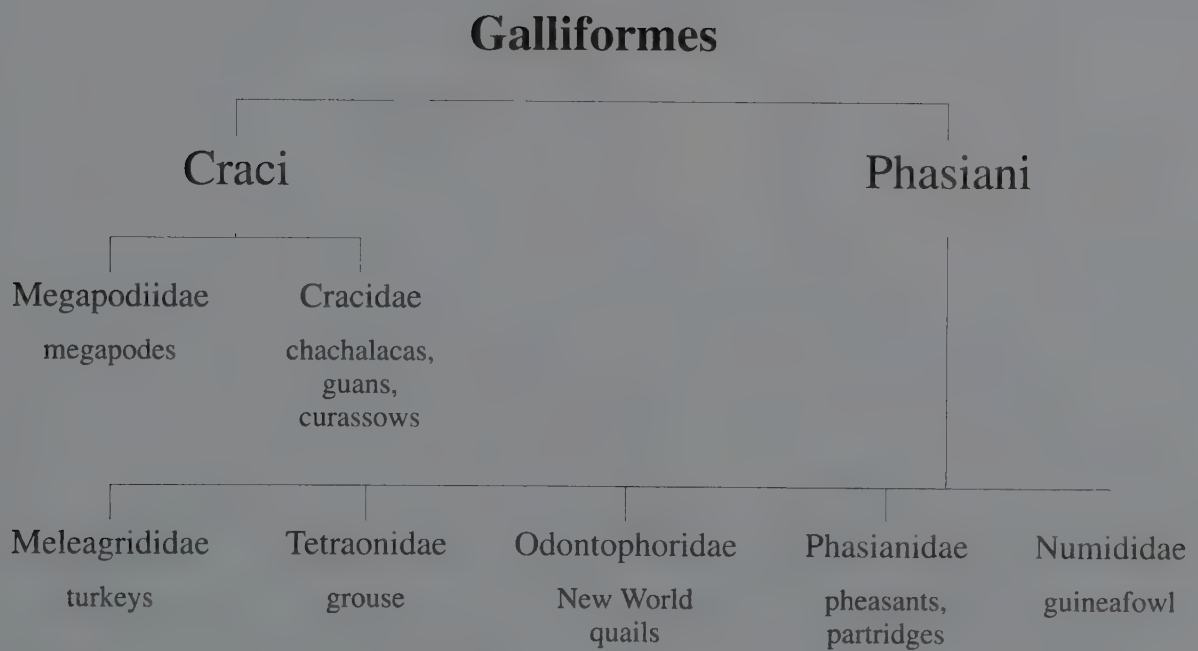 Galliformes
Craci
Phasiani
Megapodiidae
Cracidae
megapodes
chachalacas,
guans,
curassows
Meleagrididae
Tetraonidae
Odontophoridae
Phasianidae
Numididae
turkeys
grouse
New World
quails
pheasants,
partridges
guineafowl